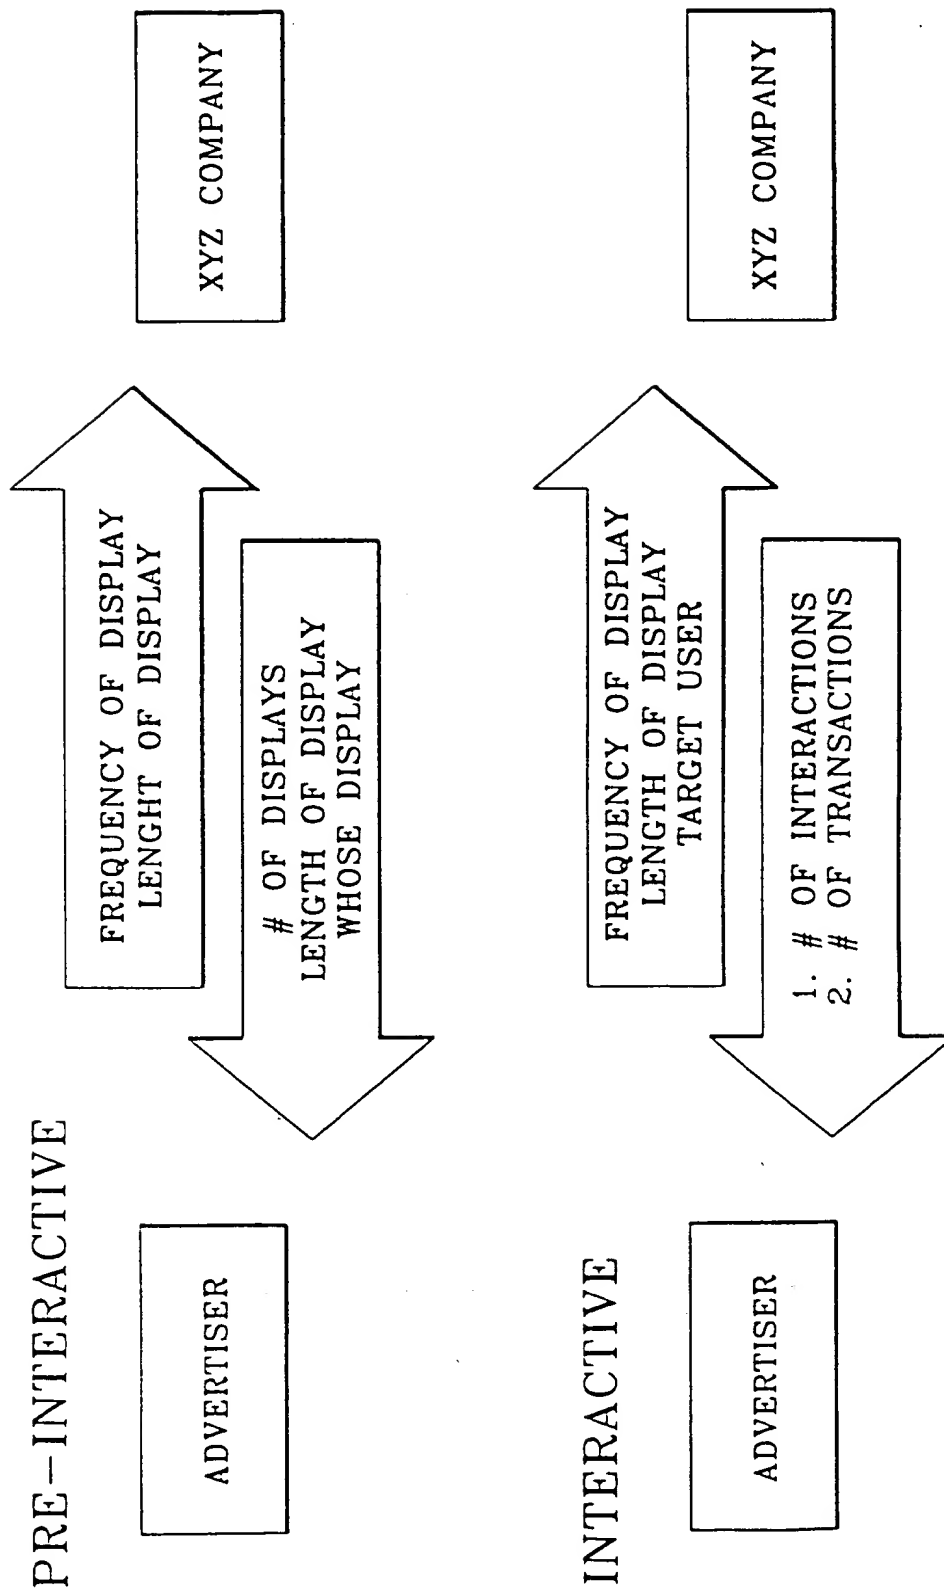 PRE-INTERACTIVE
ADVERTISER
FREQUENCY OF DISPLAY
LENGHT OF DISPLAY
# OF DISPLAYS
LENGTH OF DISPLAY
WHOSE DISPLAY
XYZ COMPANY
INTERACTIVE
ADVERTISER
FREQUENCY OF DISPLAY
LENGTH OF DISPLAY
TARGET USER
1. # OF INTERACTIONS
2. # OF TRANSACTIONS
XYZ COMPANY